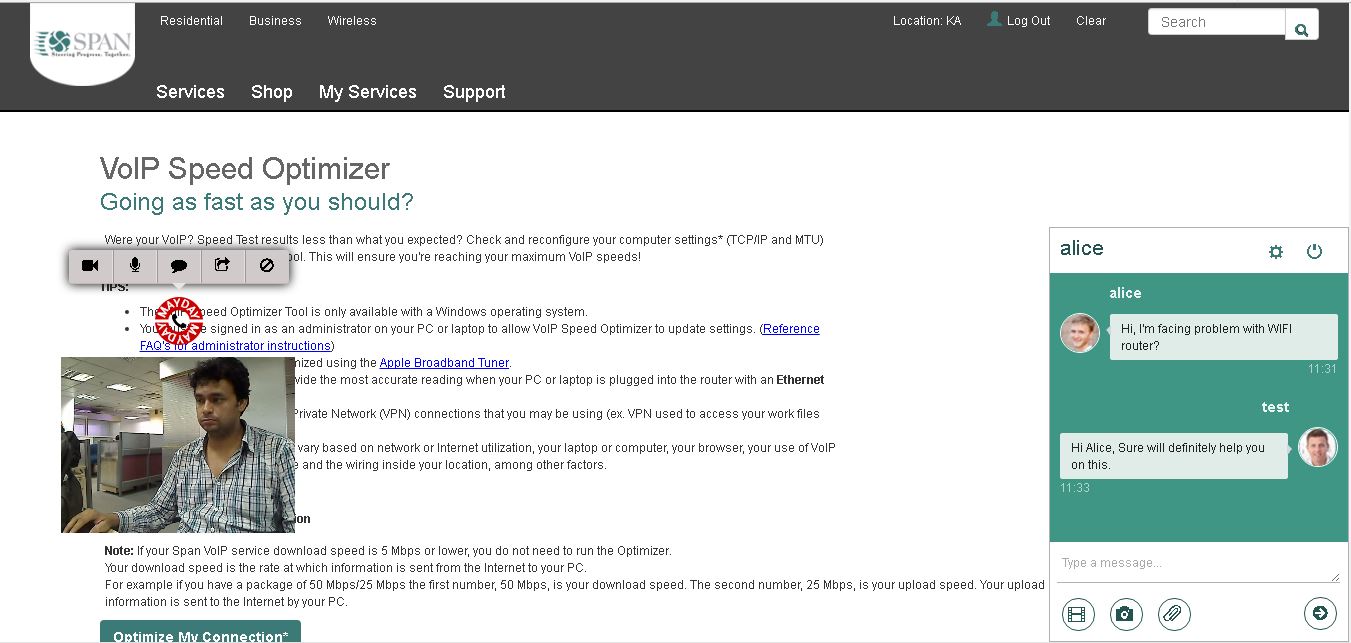 Residential Business Wireless
Location: KA Log Out Clear
Search
SPAN
Steering Progress. Together.
Services Shop My Services Support
VoIP Speed Optimizer
Going as fast as you should?
Were your VoIP? Speed Test results less than what you expected? Check and reconfigure your computer settings* (TCP/IP and MTU)
ool. This will ensure you're reaching your maximum VoIP speeds!
TIPS:
The Speed Optimizer Tool is only available with a Windows operating system.
signed in as an administrator on your PC or laptop to allow VoIP Speed Optimizer to update settings. (Reference
FAQ's for administrator instructions)
MAYDAY MAYDAY
mized using the Apple Broadband Tuner.
vide the most accurate reading when your PC or laptop is plugged into the router with an Ethernet
Private Network (VPN) connections that you may be using (ex. VPN used to access your work files
vary based on network or Internet utilization, your laptop or computer, your browser, your use of VoIP
e and the wiring inside your location, among other factors.
ion
Note: If your Span VoIP service download speed is 5 Mbps or lower, you do not need to run the Optimizer.
Your download speed is the rate at which information is sent from the Internet to your PC.
For example if you have a package of 50 Mbps/25 Mbps the first number, 50 Mbps, is your download speed. The second number, 25 Mbps, is your upload speed. Your upload
information is sent to the Internet by your PC.
Optimize My Connection*
alice
alice
Hi, I'm facing problem with WIFI
router?
11:31
test
Hi Alice, Sure will definitely help you
on this.
11:33
Type a message...